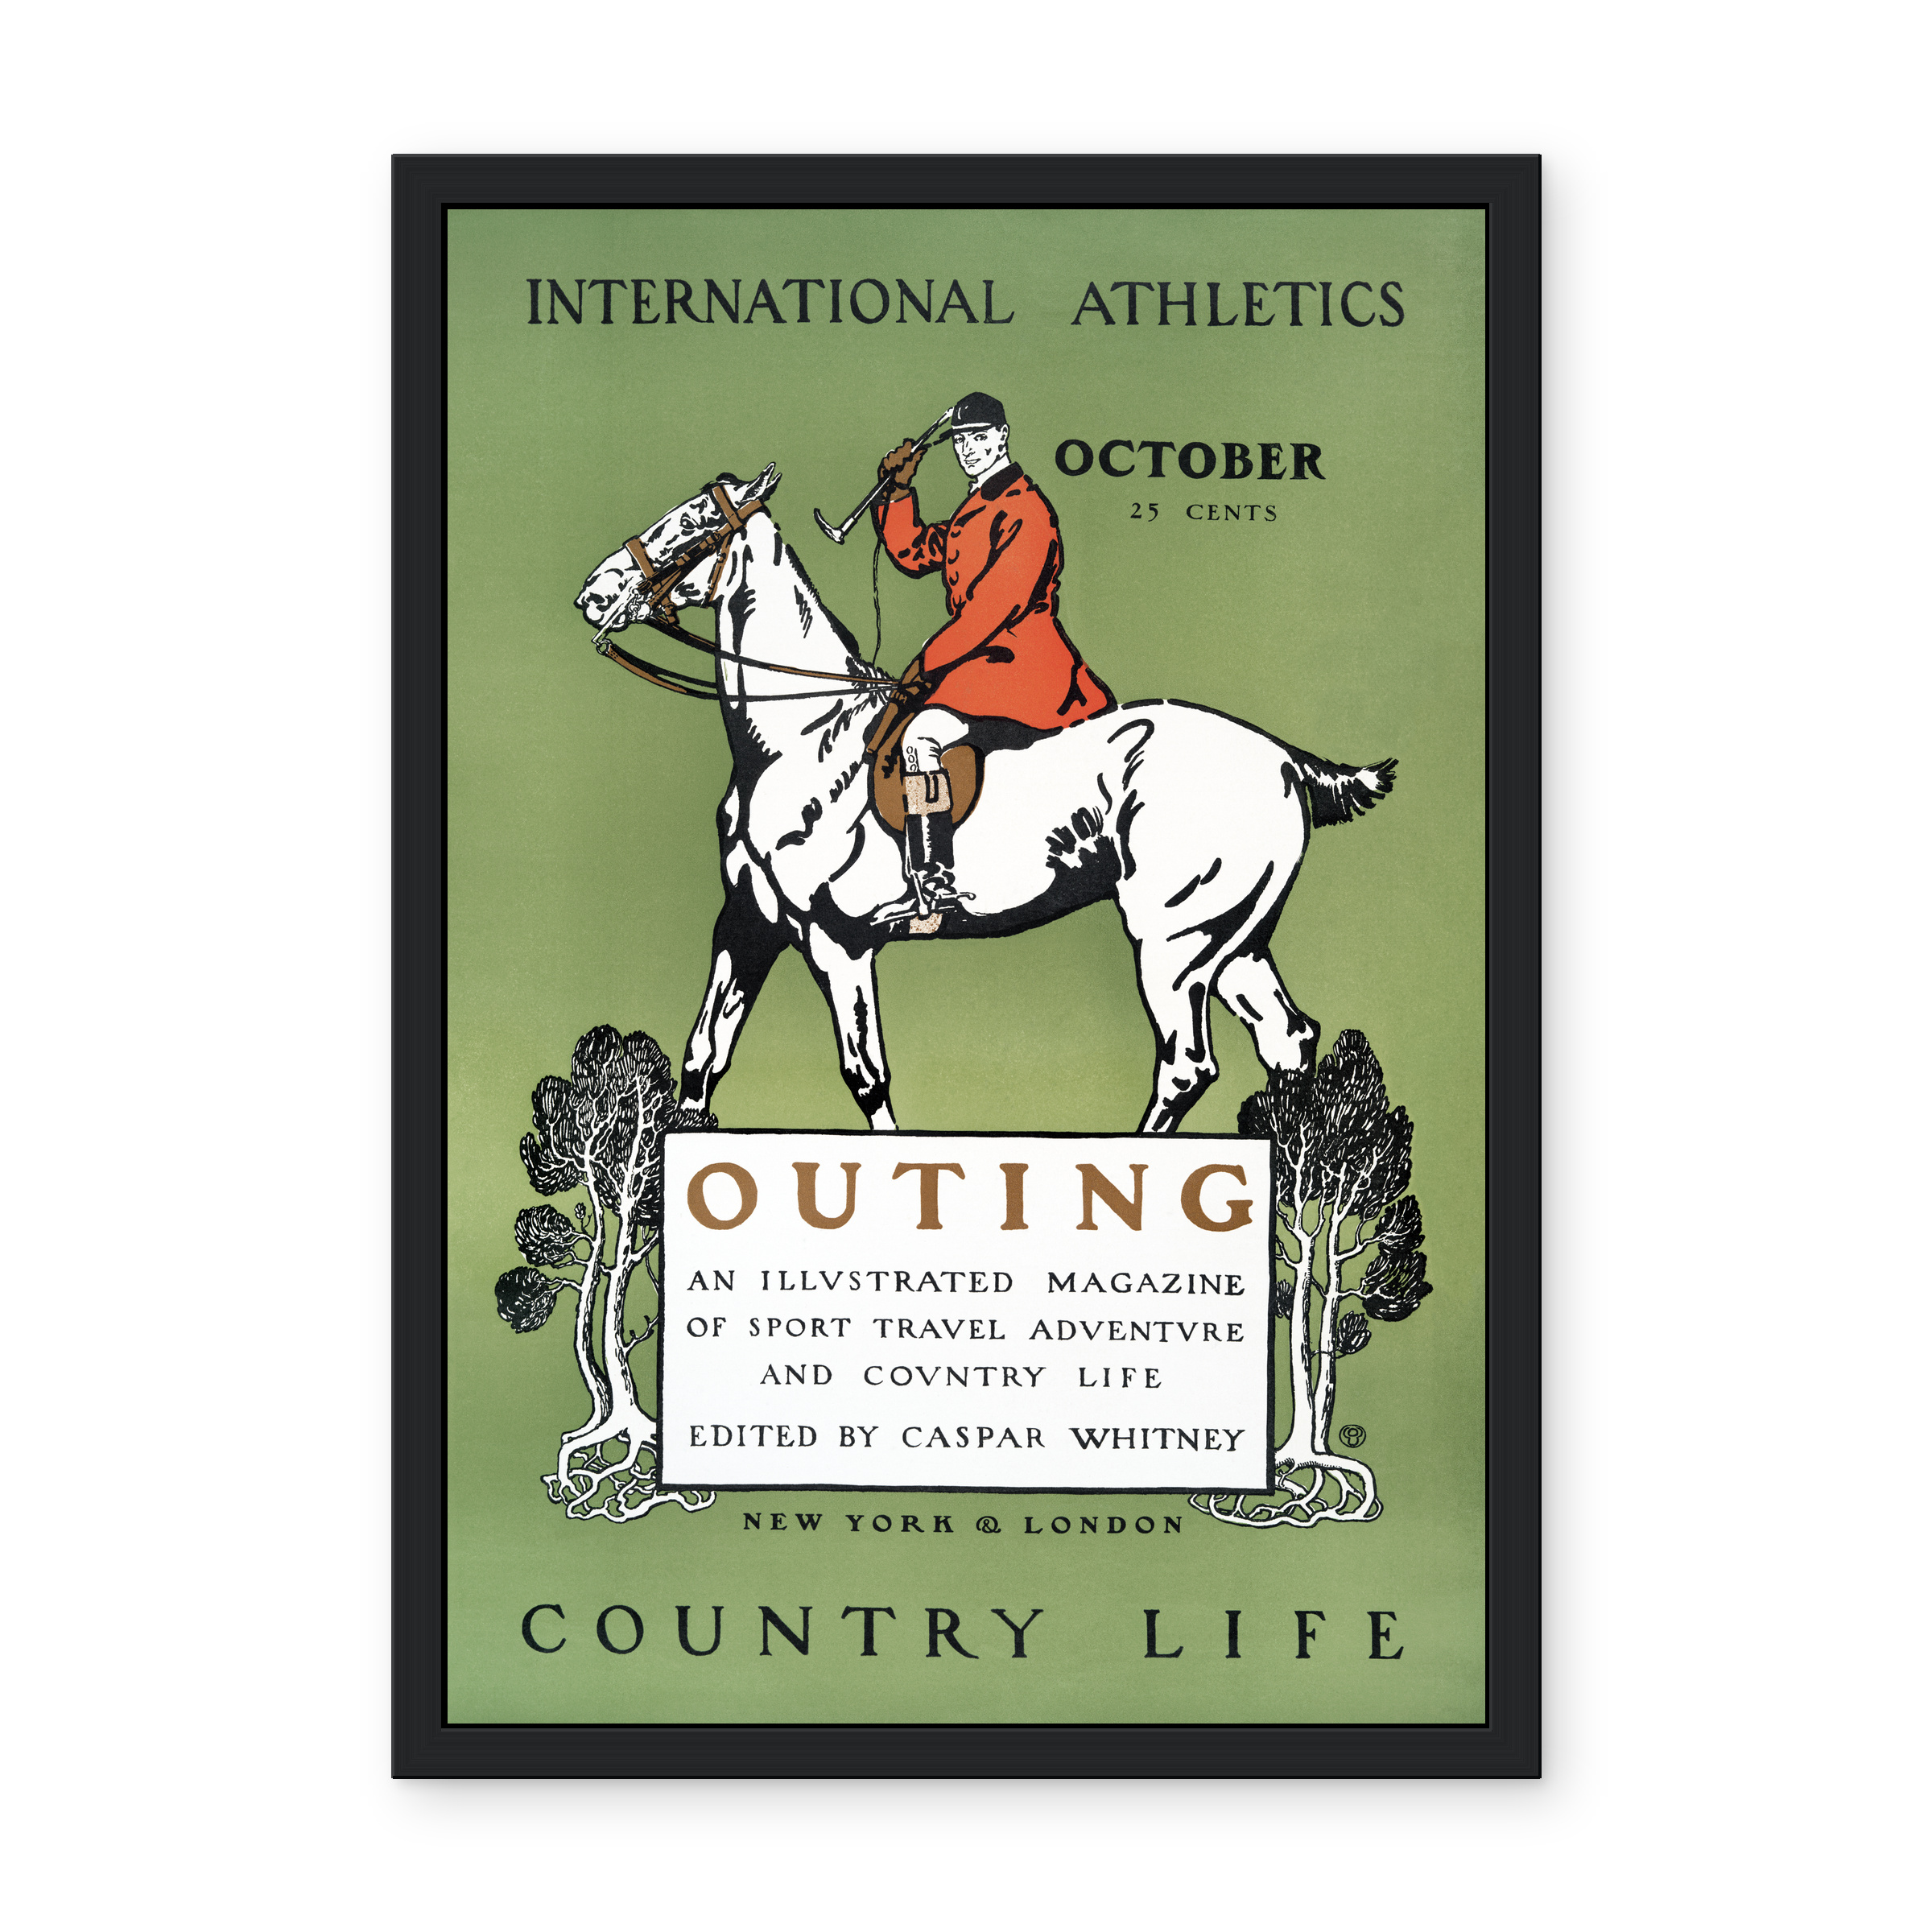 INTERNATIONAL ATHLETICS
OCTOBER
25 CENTS
OUTING
AN ILLVSTRATED MAGAZINE
OF SPORT TRAVEL ADVENTVRE
AND COVNTRY LIFE
EDITED BY CASPAR WHITNEY
NEW YORK & LONDON
COUNTRY LIFE